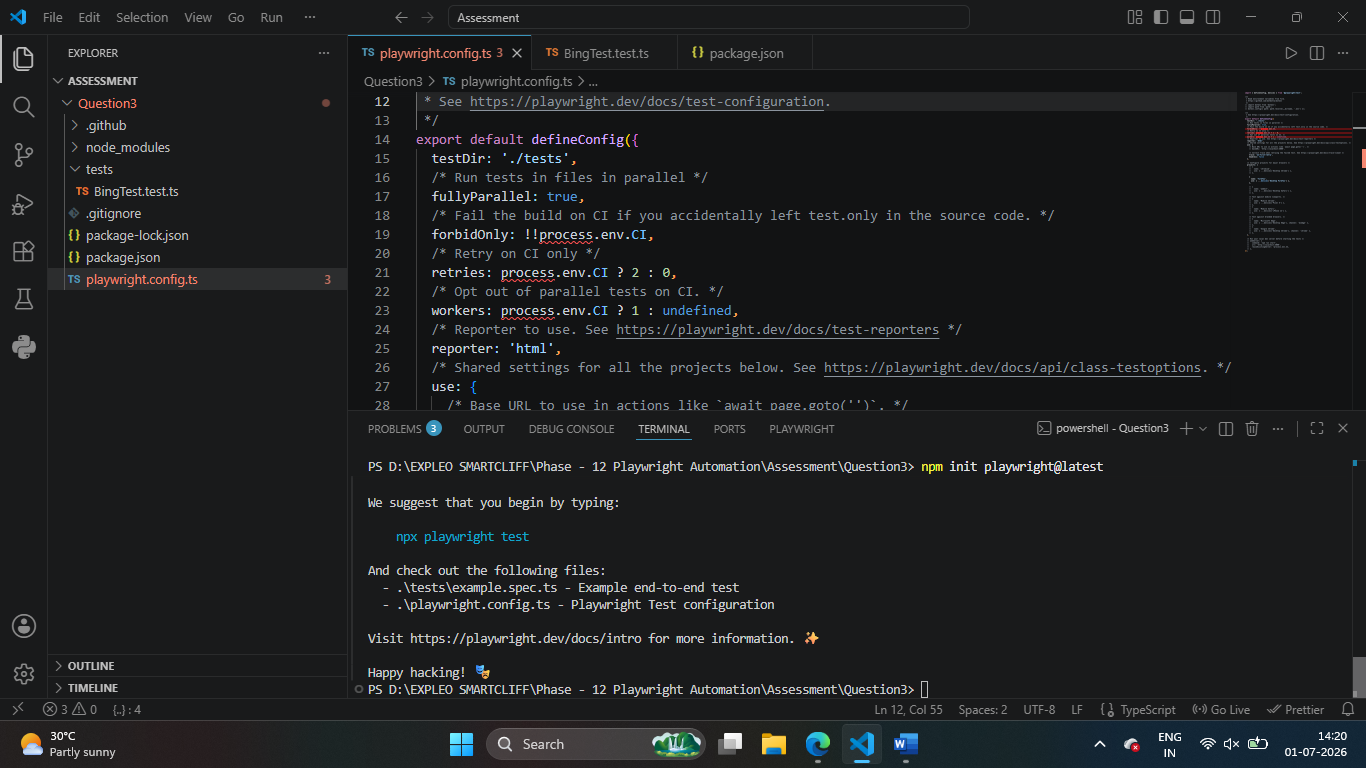 File Edit Selection View Go Run ··· Assessment
EXPLORER ···
ASSESSMENT
Question3
.github
node_modules
tests
TS BingTest.test.ts
.gitignore
{} package-lock.json
{} package.json
TS playwright.config.ts 3
OUTLINE
TIMELINE
TS playwright.config.ts 3 TS BingTest.test.ts {} package.json
Question3 > TS playwright.config.ts > ...
12 * See https://playwright.dev/docs/test-configuration.
13 */
14 export default defineConfig({
15 testDir: './tests',
16 /* Run tests in files in parallel */
17 fullyParallel: true,
18 /* Fail the build on CI if you accidentally left test.only in the source code. */
19 forbidOnly: !!process.env.CI,
20 /* Retry on CI only */
21 retries: process.env.CI ? 2 : 0,
22 /* Opt out of parallel tests on CI. */
23 workers: process.env.CI ? 1 : undefined,
24 /* Reporter to use. See https://playwright.dev/docs/test-reporters */
25 reporter: 'html',
26 /* Shared settings for all the projects below. See https://playwright.dev/docs/api/class-testoptions. */
27 use: {
28 /* Base URL to use in actions like `await page.goto('')`. */
PROBLEMS 3 OUTPUT DEBUG CONSOLE TERMINAL PORTS PLAYWRIGHT powershell - Question3
PS D:\EXPLEO SMARTCLIFF\Phase - 12 Playwright Automation\Assessment\Question3> npm init playwright@latest
We suggest that you begin by typing:
npx playwright test
And check out the following files:
- .\tests\example.spec.ts - Example end-to-end test
- .\playwright.config.ts - Playwright Test configuration
Visit https://playwright.dev/docs/intro for more information. ✨
Happy hacking! 🎭
PS D:\EXPLEO SMARTCLIFF\Phase - 12 Playwright Automation\Assessment\Question3>
3 0 {..} : 4 Ln 12, Col 55 Spaces: 2 UTF-8 LF {} TypeScript Go Live Prettier
30°C
Partly sunny
Search
ENG
IN
14:20
01-07-2026